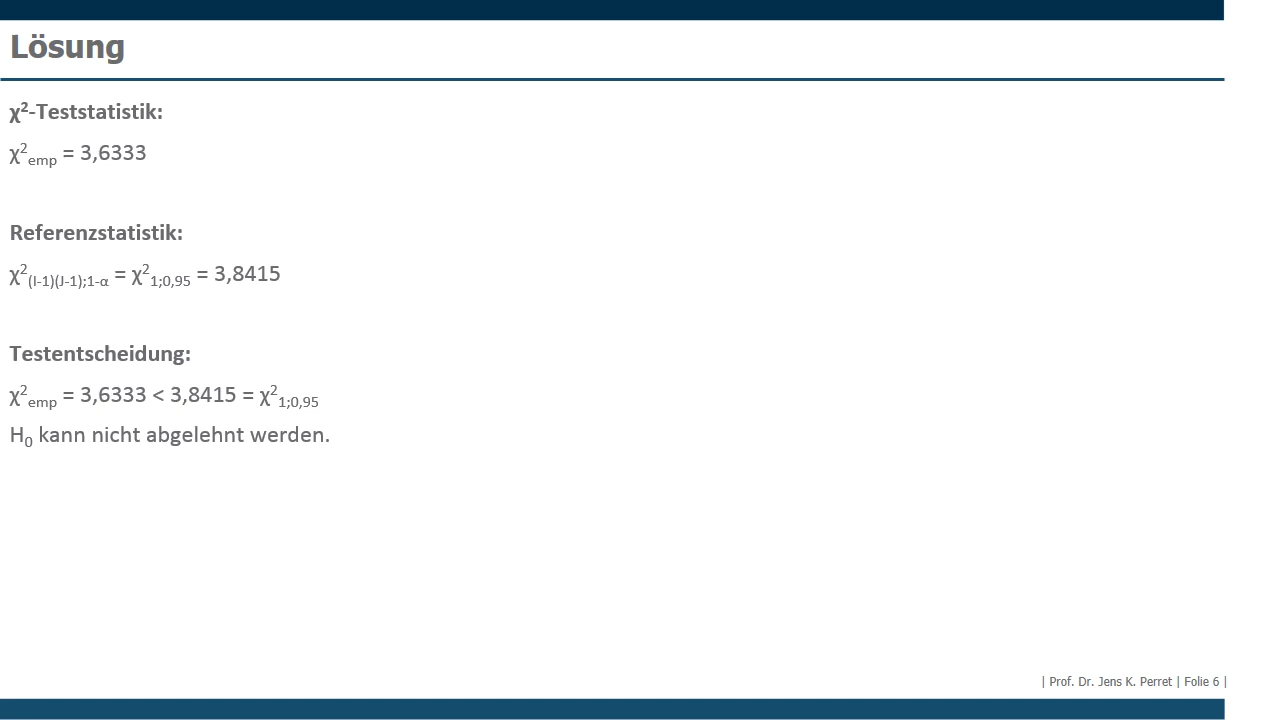 Lösung
χ²-Teststatistik:
χ²emp = 3,6333
Referenzstatistik:
χ²(I-1)(J-1);1-α = χ²1;0,95 = 3,8415
Testentscheidung:
χ²emp = 3,6333 < 3,8415 = χ²1;0,95
H₀ kann nicht abgelehnt werden.
| Prof. Dr. Jens K. Perret | Folie 6 |